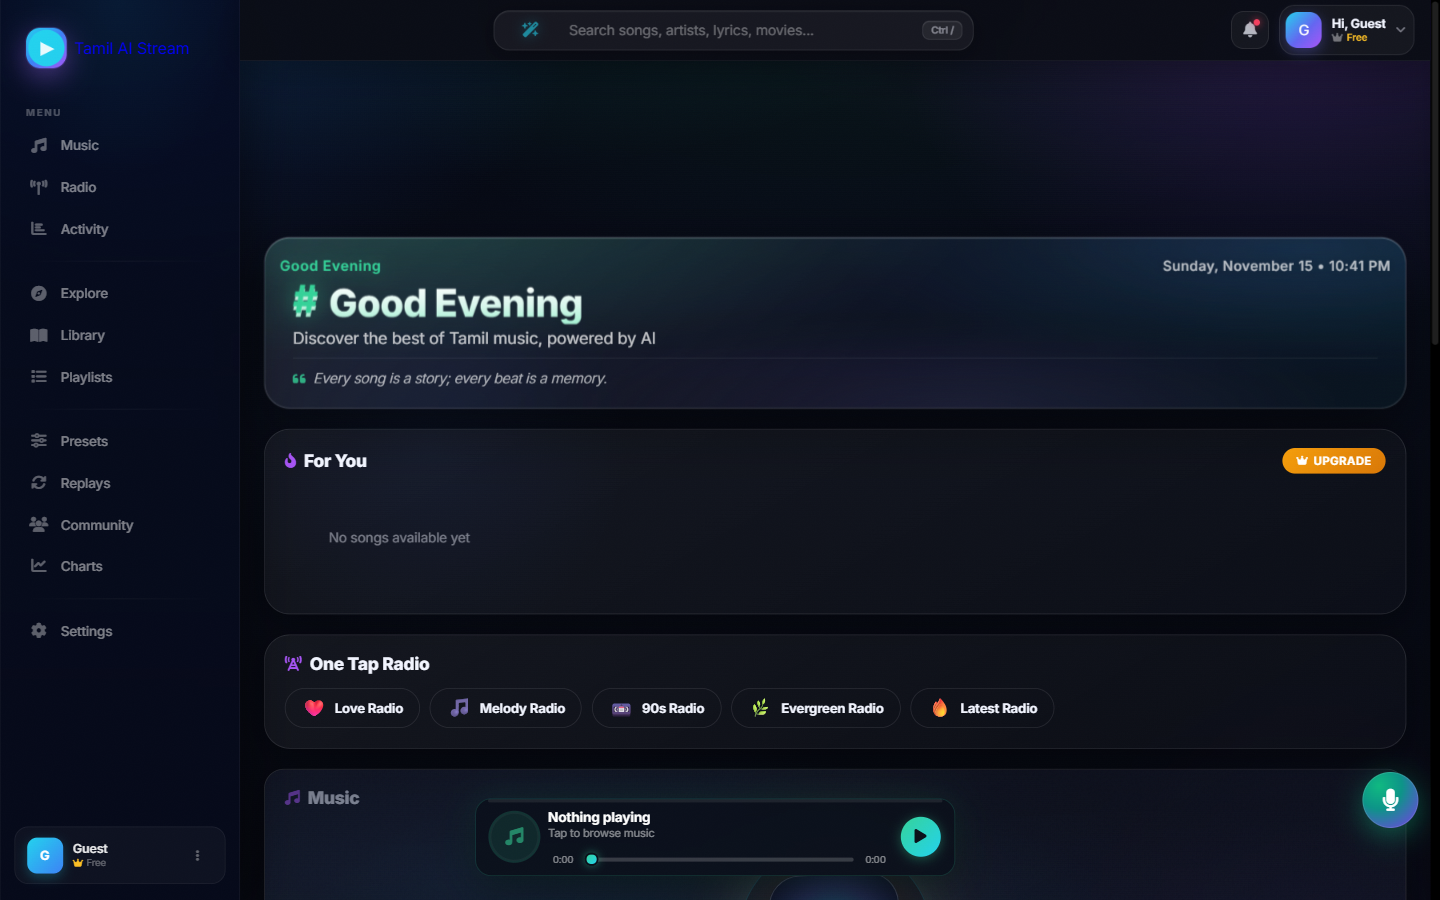 Tamil AI Stream
Search songs, artists, lyrics, movies...
Ctrl /
G
Hi, Guest
Free
MENU
Music
Radio
Activity
Explore
Library
Playlists
Presets
Replays
Community
Charts
Settings
G
Guest
Free
Good Evening
Sunday, November 15 • 10:41 PM
# Good Evening
Discover the best of Tamil music, powered by AI
Every song is a story; every beat is a memory.
For You
UPGRADE
No songs available yet
One Tap Radio
Love Radio
Melody Radio
90s Radio
Evergreen Radio
Latest Radio
Music
Nothing playing
Tap to browse music
0:00
0:00